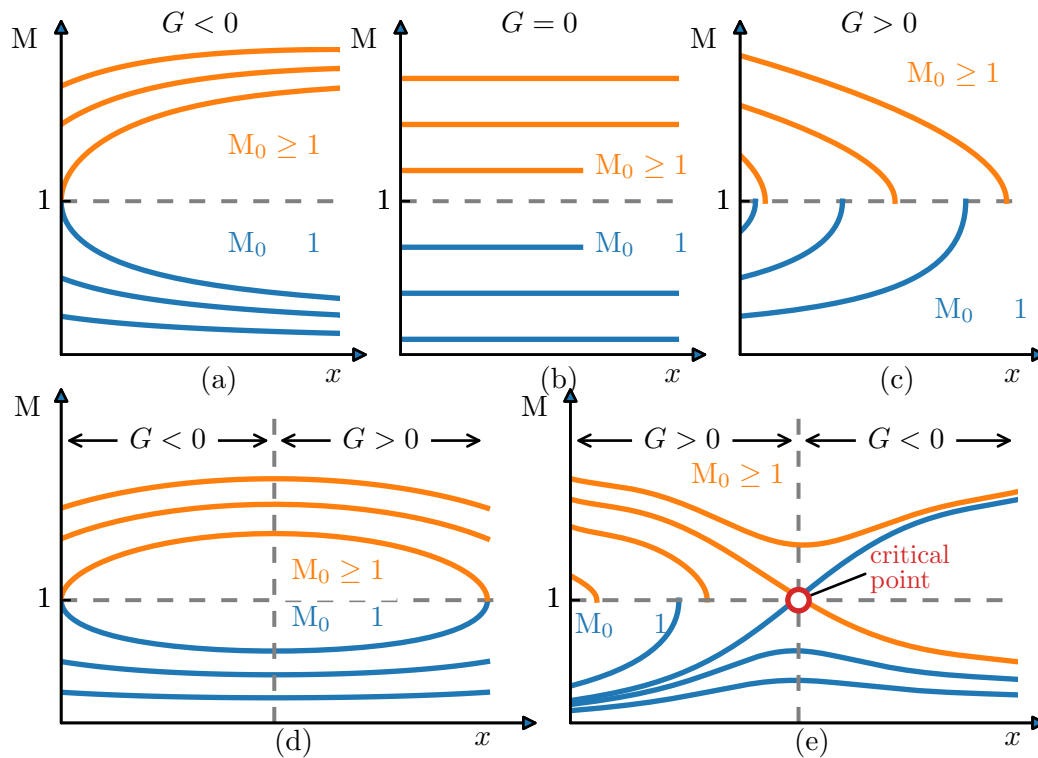 G < 0
G = 0
G > 0
M
M
M
M₀ ≥ 1
M₀ ≥ 1
M₀ ≥ 1
1
1
1
M₀ 1
M₀ 1
M₀ 1
x
x
x
(a)
(b)
(c)
M
M
G < 0
G > 0
G > 0
G < 0
M₀ ≥ 1
M₀ ≥ 1
critical
point
1
1
M₀ 1
M₀ 1
x
x
(d)
(e)